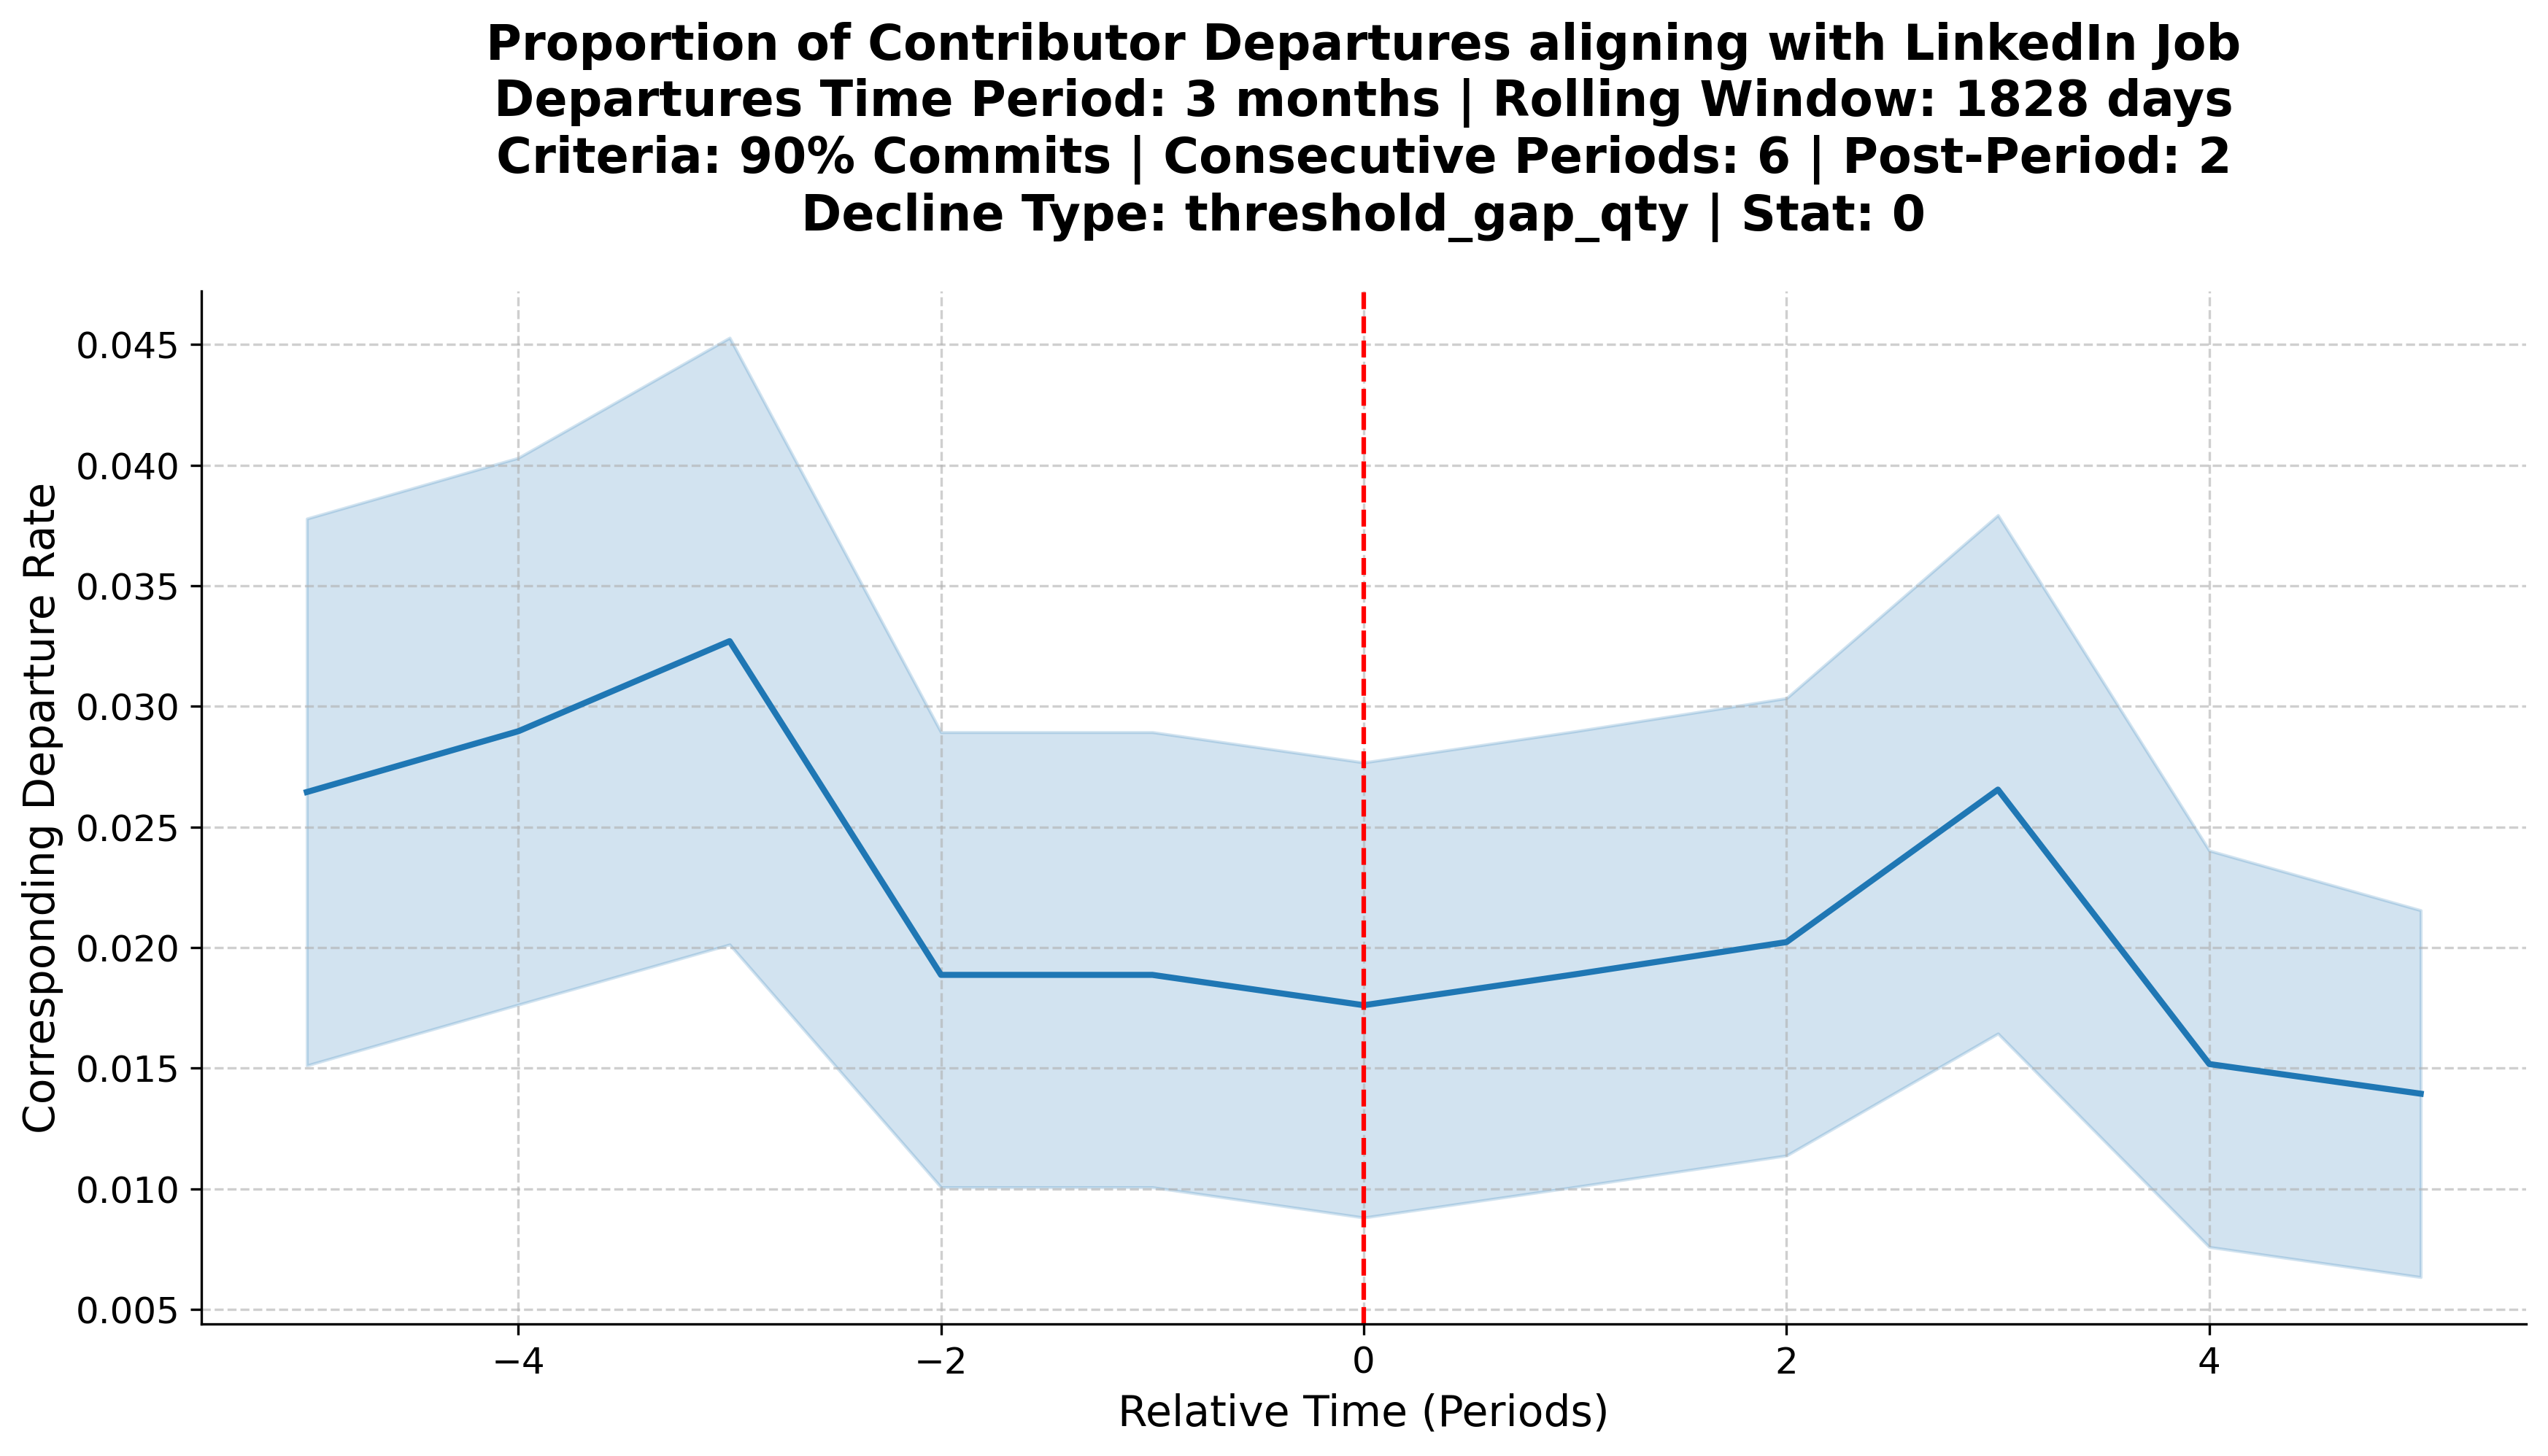 Proportion of Contributor Departures aligning with LinkedIn Job
Departures Time Period: 3 months | Rolling Window: 1828 days
Criteria: 90% Commits | Consecutive Periods: 6 | Post-Period: 2
Decline Type: threshold_gap_qty | Stat: 0
Corresponding Departure Rate
0.045
0.040
0.035
0.030
0.025
0.020
0.015
0.010
0.005
−4
−2
0
2
4
Relative Time (Periods)